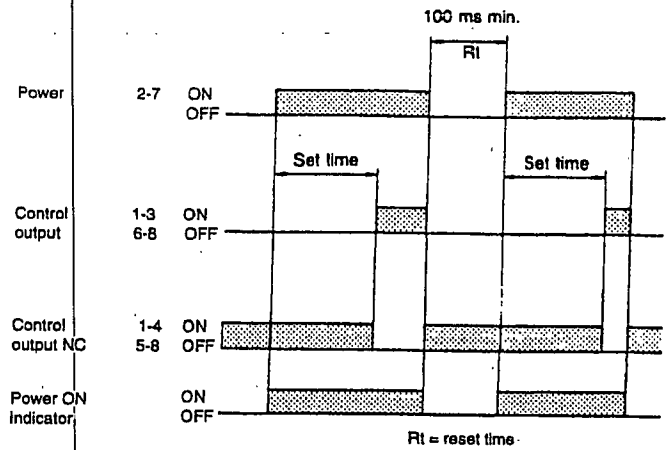 100 ms min.
Rt
Power 2-7 ON
OFF
Set time Set time
Control 1-3 ON
output 6-8 OFF
Control 1-4 ON
output NC 5-8 OFF
Power ON ON
indicator OFF
Rt = reset time